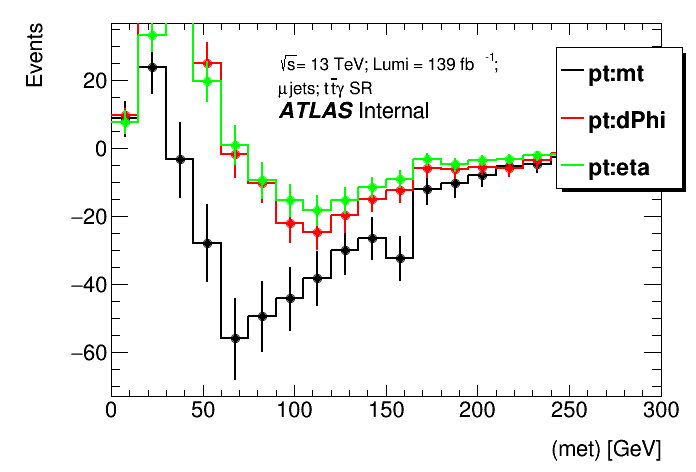 Events
√s = 13 TeV; Lumi = 139 fb⁻¹;
μjets; tt̄γ SR
ATLAS Internal
pt:mt
pt:dPhi
pt:eta
20
0
−20
−40
−60
0 50 100 150 200 250 300
(met) [GeV]